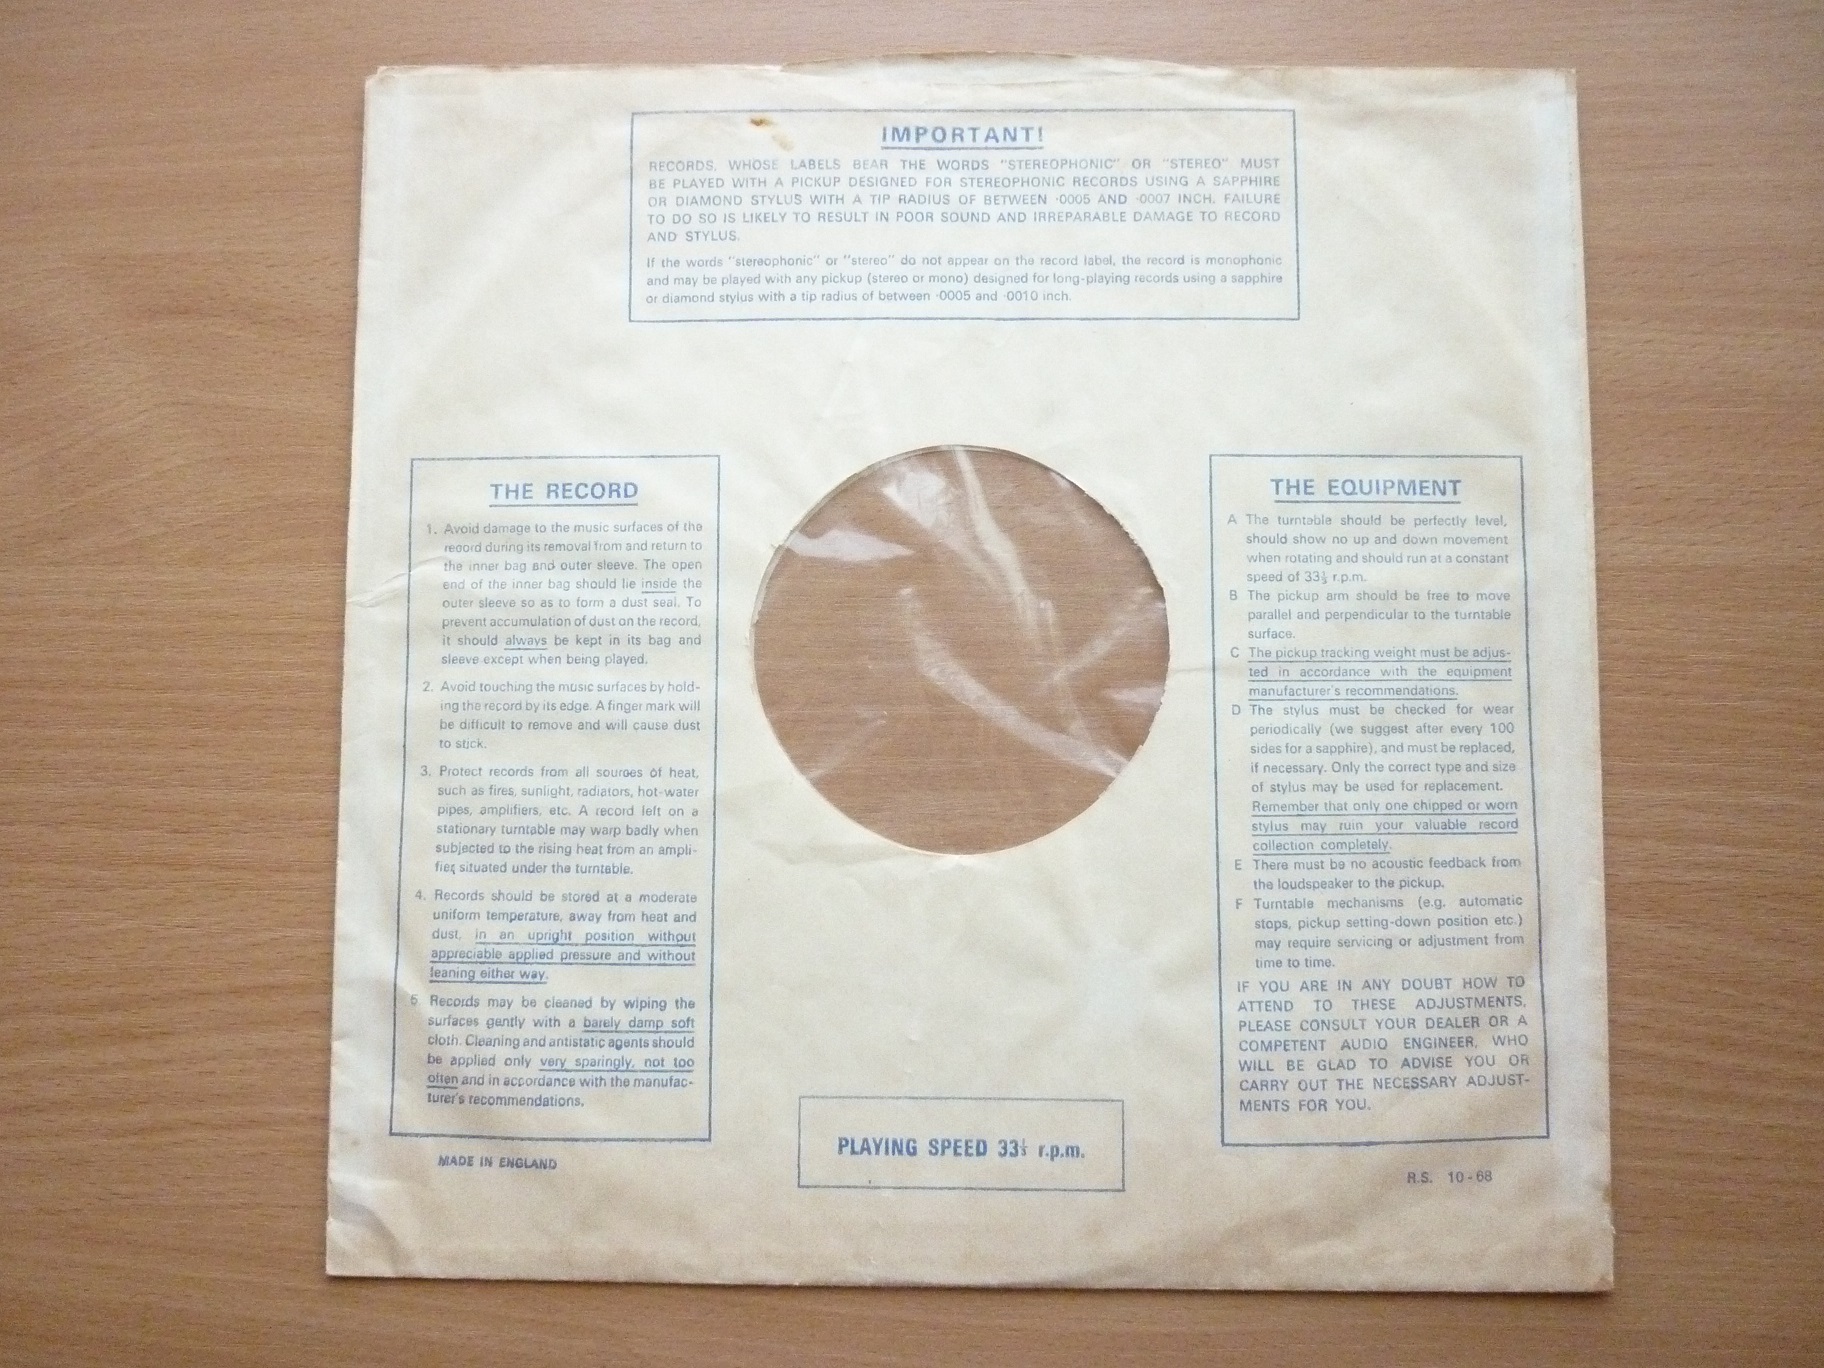 IMPORTANT!
RECORDS, WHOSE LABELS BEAR THE WORDS "STEREOPHONIC" OR "STEREO" MUST
BE PLAYED WITH A PICKUP DESIGNED FOR STEREOPHONIC RECORDS USING A SAPPHIRE
OR DIAMOND STYLUS WITH A TIP RADIUS OF BETWEEN ·0005 AND ·0007 INCH. FAILURE
TO DO SO IS LIKELY TO RESULT IN POOR SOUND AND IRREPARABLE DAMAGE TO RECORD
AND STYLUS.
If the words "stereophonic" or "stereo" do not appear on the record label, the record is monophonic
and may be played with any pickup (stereo or mono) designed for long-playing records using a sapphire
or diamond stylus with a tip radius of between ·0005 and ·0010 inch.
THE RECORD
1. Avoid damage to the music surfaces of the
record during its removal from and return to
the inner bag and outer sleeve. The open
end of the inner bag should lie inside the
outer sleeve so as to form a dust seal. To
prevent accumulation of dust on the record,
it should always be kept in its bag and
sleeve except when being played.
2. Avoid touching the music surfaces by hold-
ing the record by its edge. A finger mark will
be difficult to remove and will cause dust
to stick.
3. Protect records from all sources of heat,
such as fires, sunlight, radiators, hot-water
pipes, amplifiers, etc. A record left on a
stationary turntable may warp badly when
subjected to the rising heat from an ampli-
fier situated under the turntable.
4. Records should be stored at a moderate
uniform temperature, away from heat and
dust, in an upright position without
appreciable applied pressure and without
leaning either way.
5. Records may be cleaned by wiping the
surfaces gently with a barely damp soft
cloth. Cleaning and antistatic agents should
be applied only very sparingly, not too
often and in accordance with the manufac-
turer's recommendations.
MADE IN ENGLAND
PLAYING SPEED 33⅓ r.p.m.
THE EQUIPMENT
A The turntable should be perfectly level,
should show no up and down movement
when rotating and should run at a constant
speed of 33⅓ r.p.m.
B The pickup arm should be free to move
parallel and perpendicular to the turntable
surface.
C The pickup tracking weight must be adjus-
ted in accordance with the equipment
manufacturer's recommendations.
D The stylus must be checked for wear
periodically (we suggest after every 100
sides for a sapphire), and must be replaced,
if necessary. Only the correct type and size
of stylus may be used for replacement.
Remember that only one chipped or worn
stylus may ruin your valuable record
collection completely.
E There must be no acoustic feedback from
the loudspeaker to the pickup.
F Turntable mechanisms (e.g. automatic
stops, pickup setting-down position etc.)
may require servicing or adjustment from
time to time.
IF YOU ARE IN ANY DOUBT HOW TO
ATTEND TO THESE ADJUSTMENTS,
PLEASE CONSULT YOUR DEALER OR A
COMPETENT AUDIO ENGINEER, WHO
WILL BE GLAD TO ADVISE YOU OR
CARRY OUT THE NECESSARY ADJUST-
MENTS FOR YOU.
R.S. 10-68